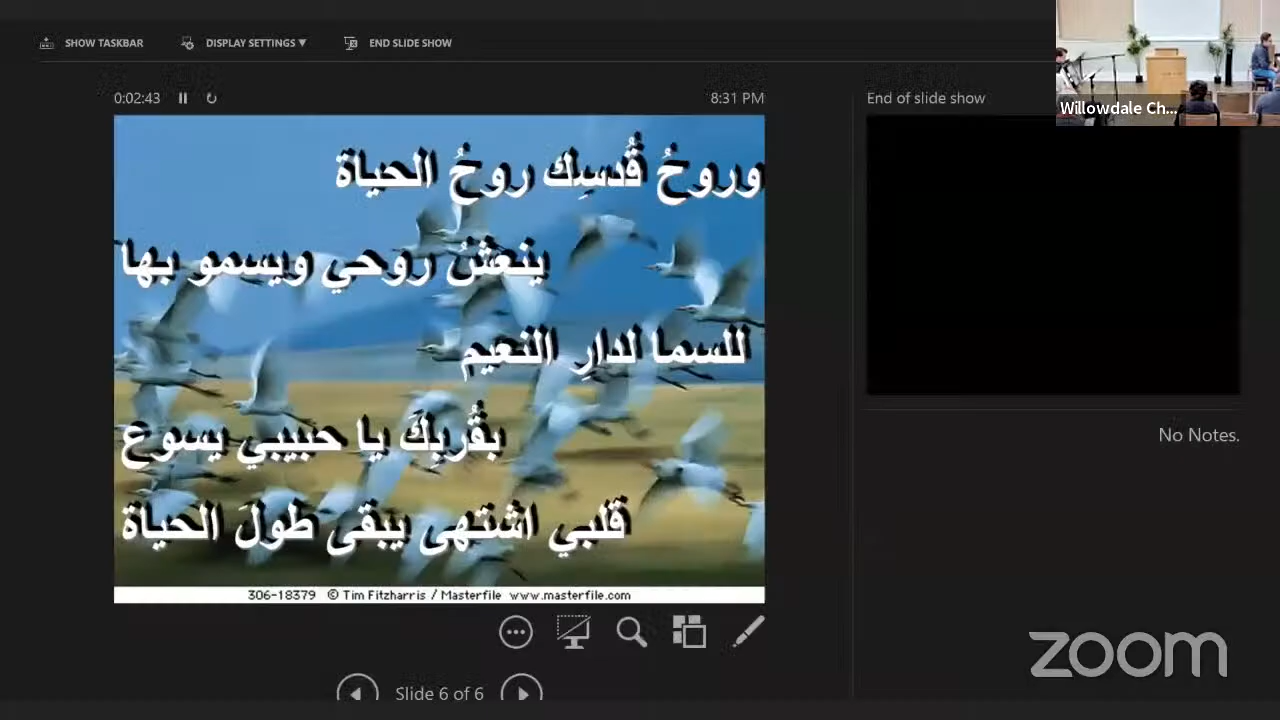 SHOW TASKBAR
DISPLAY SETTINGS ▼
END SLIDE SHOW
0:02:43
8:31 PM
End of slide show
Willowdale Ch...
وروحُ قُدسِك روحُ الحياة
ينعشُ روحي ويسمو بها
للسما لدارِ النعيم
بقُربِكَ يا حبيبي يسوع
قلبي اشتهى يبقى طولَ الحياة
306-18379 © Tim Fitzharris / Masterfile www.masterfile.com
No Notes.
Slide 6 of 6
zoom